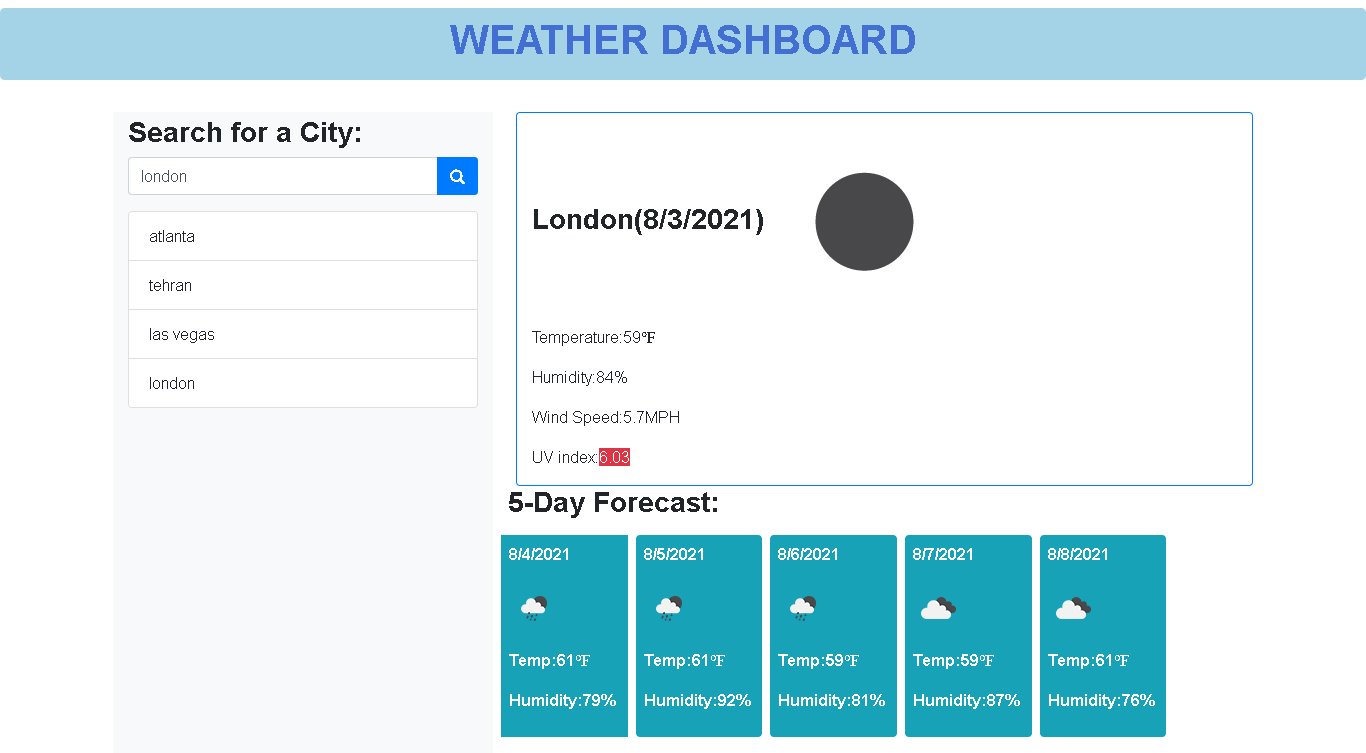 WEATHER DASHBOARD
Search for a City:
london
atlanta
tehran
las vegas
london
London(8/3/2021)
Temperature:59℉
Humidity:84%
Wind Speed:5.7MPH
UV index:6.03
5-Day Forecast:
8/4/2021
Temp:61℉
Humidity:79%
8/5/2021
Temp:61℉
Humidity:92%
8/6/2021
Temp:59℉
Humidity:81%
8/7/2021
Temp:59℉
Humidity:87%
8/8/2021
Temp:61℉
Humidity:76%